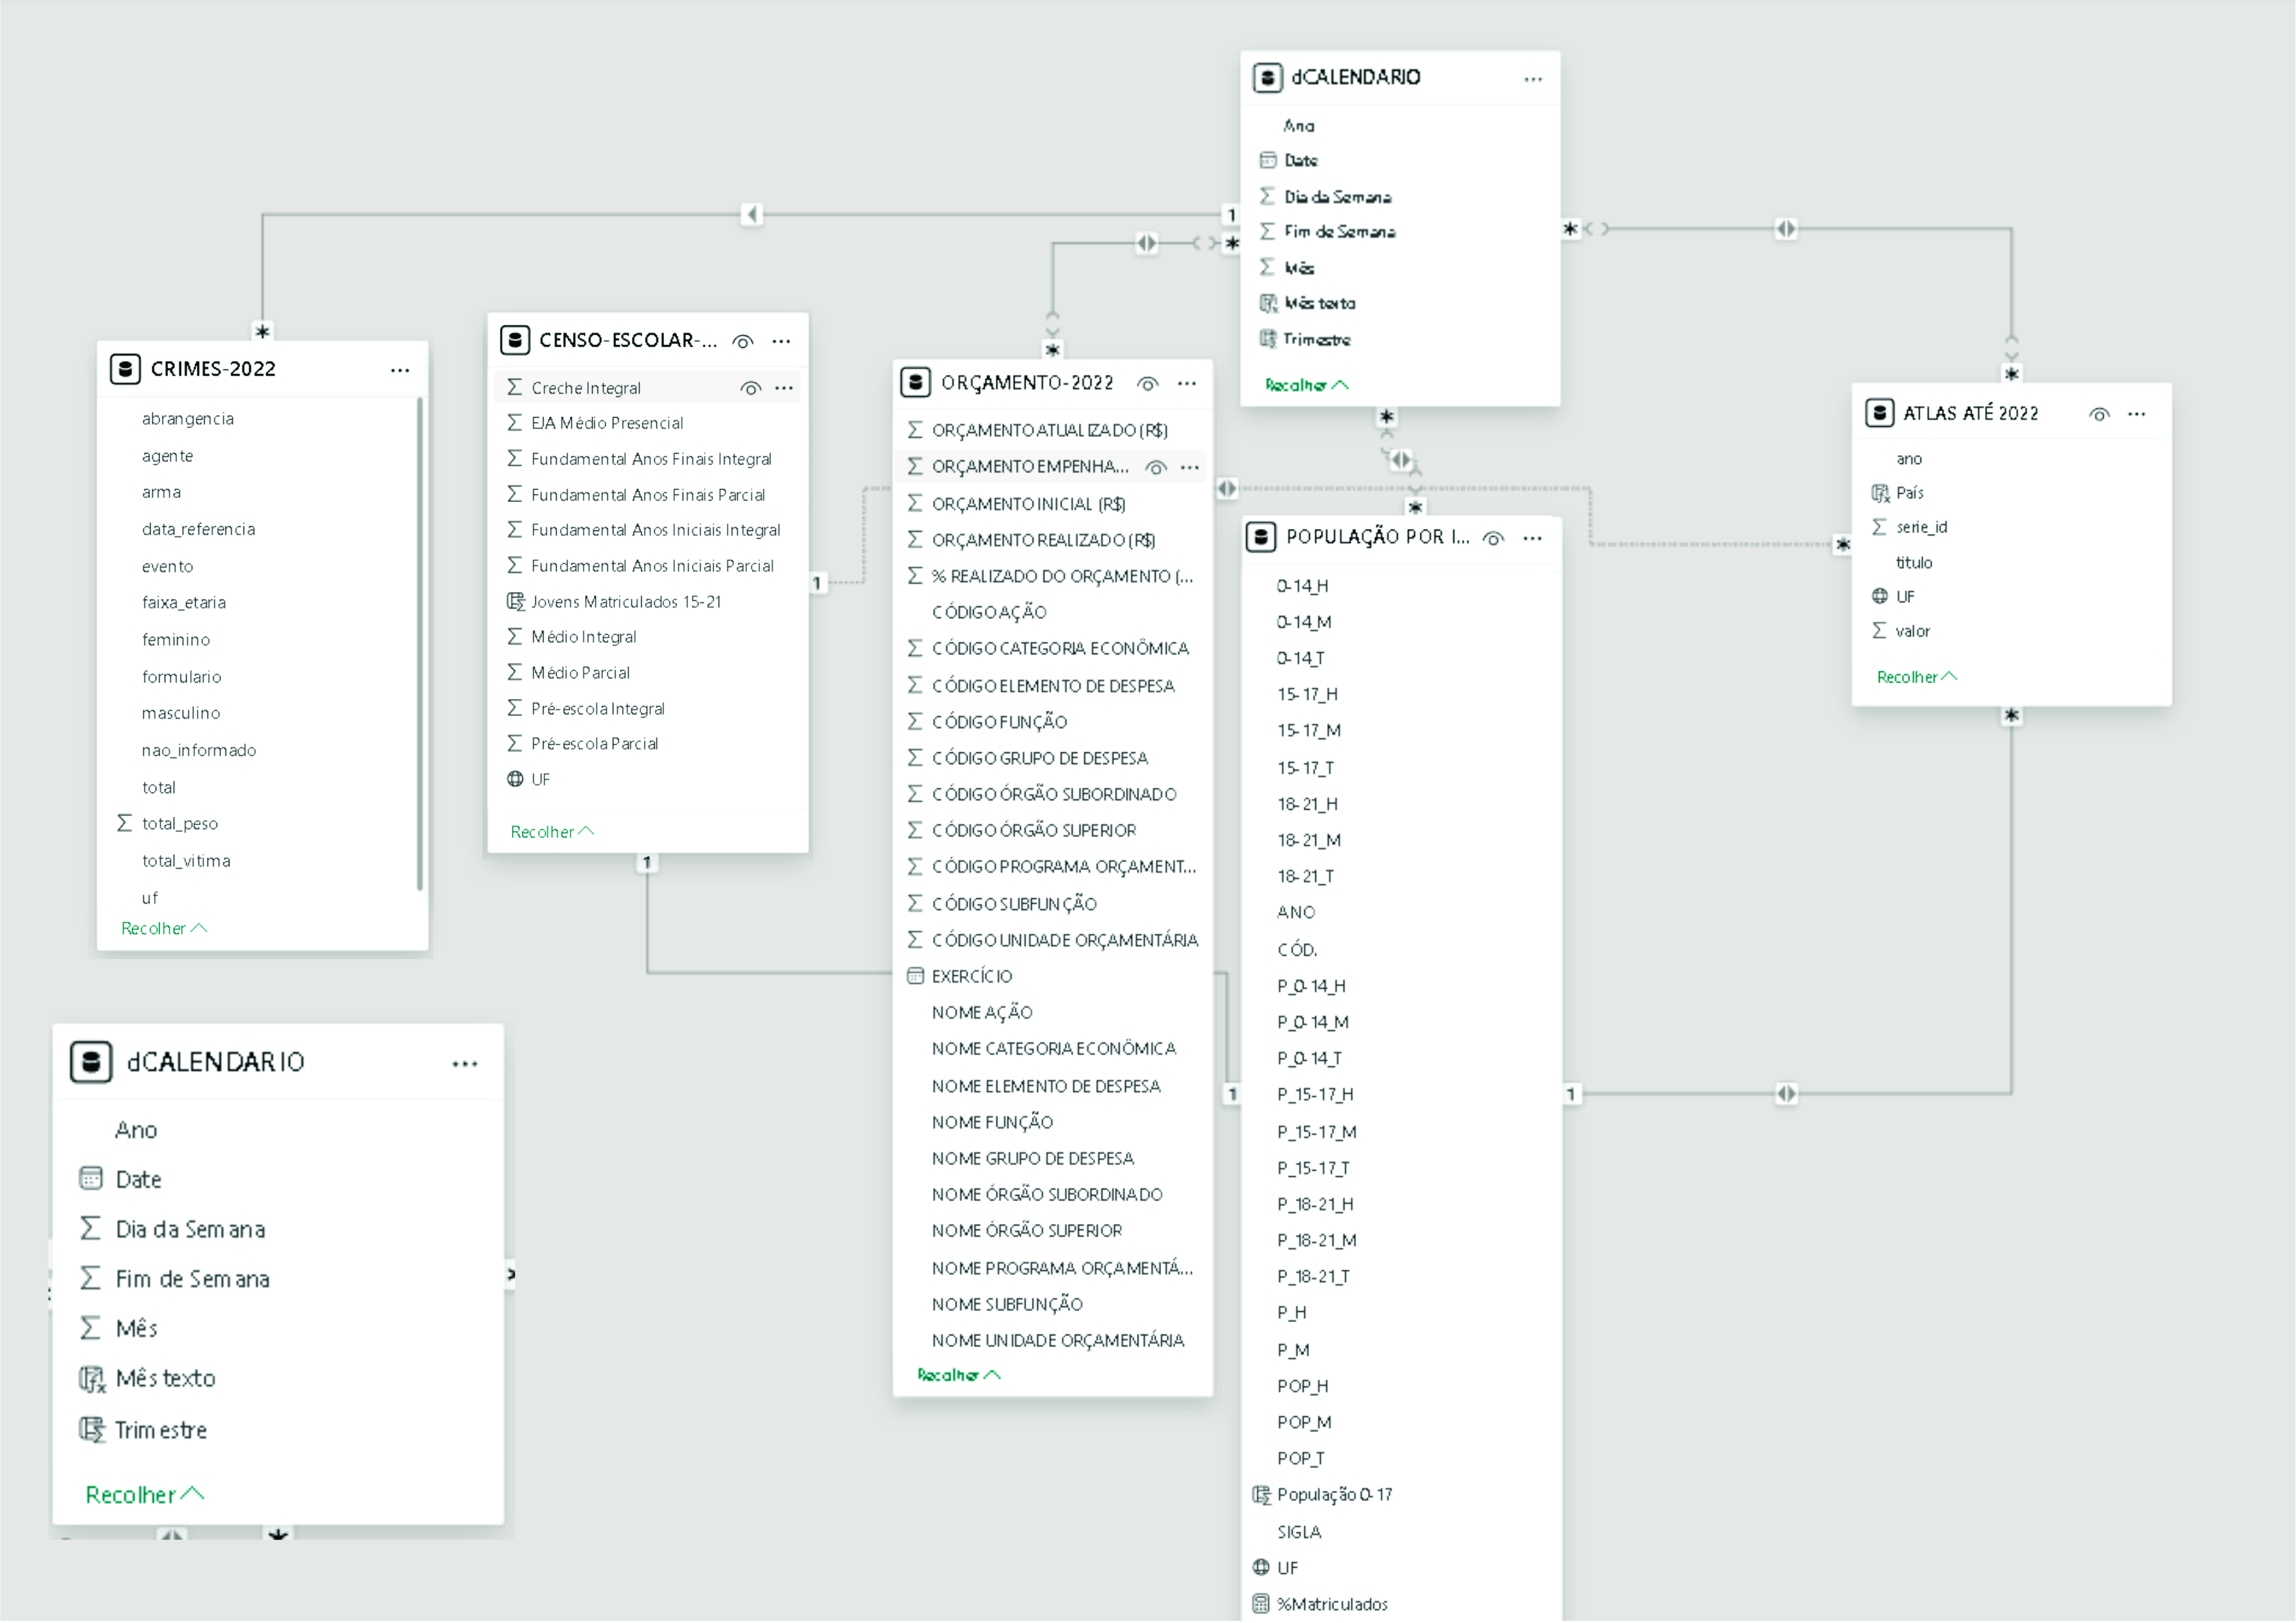 dCALENDARIO
Ano
Date
Dia da Semana
Fim de Semana
Mês
Mês texto
Trimestre
Recolher
1
*
*
*
*
*
*
*
CRIMES-2022
abrangencia
agente
arma
data_referencia
evento
faixa_etaria
feminino
formulario
masculino
nao_informado
total
total_peso
total_vitima
uf
Recolher
CENSO-ESCOLAR-...
Creche Integral
EJA Médio Presencial
Fundamental Anos Finais Integral
Fundamental Anos Finais Parcial
Fundamental Anos Iniciais Integral
Fundamental Anos Iniciais Parcial
Jovens Matriculados 15-21
Médio Integral
Médio Parcial
Pré-escola Integral
Pré-escola Parcial
UF
Recolher
1
1
ORÇAMENTO-2022
ORÇAMENTO ATUALIZADO (R$)
ORÇAMENTO EMPENHA...
ORÇAMENTO INICIAL (R$)
ORÇAMENTO REALIZADO (R$)
% REALIZADO DO ORÇAMENTO (...
CÓDIGO AÇÃO
CÓDIGO CATEGORIA ECONÔMICA
CÓDIGO ELEMENTO DE DESPESA
CÓDIGO FUNÇÃO
CÓDIGO GRUPO DE DESPESA
CÓDIGO ÓRGÃO SUBORDINADO
CÓDIGO ÓRGÃO SUPERIOR
CÓDIGO PROGRAMA ORÇAMENT...
CÓDIGO SUBFUNÇÃO
CÓDIGO UNIDADE ORÇAMENTÁRIA
EXERCÍCIO
NOME AÇÃO
NOME CATEGORIA ECONÔMICA
NOME ELEMENTO DE DESPESA
NOME FUNÇÃO
NOME GRUPO DE DESPESA
NOME ÓRGÃO SUBORDINADO
NOME ÓRGÃO SUPERIOR
NOME PROGRAMA ORÇAMENTÁ...
NOME SUBFUNÇÃO
NOME UNIDADE ORÇAMENTÁRIA
Recolher
POPULAÇÃO POR I...
0-14_H
0-14_M
0-14_T
15-17_H
15-17_M
15-17_T
18-21_H
18-21_M
18-21_T
ANO
CÓD.
P_0-14_H
P_0-14_M
P_0-14_T
P_15-17_H
P_15-17_M
P_15-17_T
P_18-21_H
P_18-21_M
P_18-21_T
P_H
P_M
POP_H
POP_M
POP_T
População 0-17
SIGLA
UF
%Matriculados
1
1
ATLAS ATÉ 2022
ano
País
serie_id
titulo
UF
valor
Recolher
*
*
dCALENDARIO
Ano
Date
Dia da Semana
Fim de Semana
Mês
Mês texto
Trimestre
Recolher
*